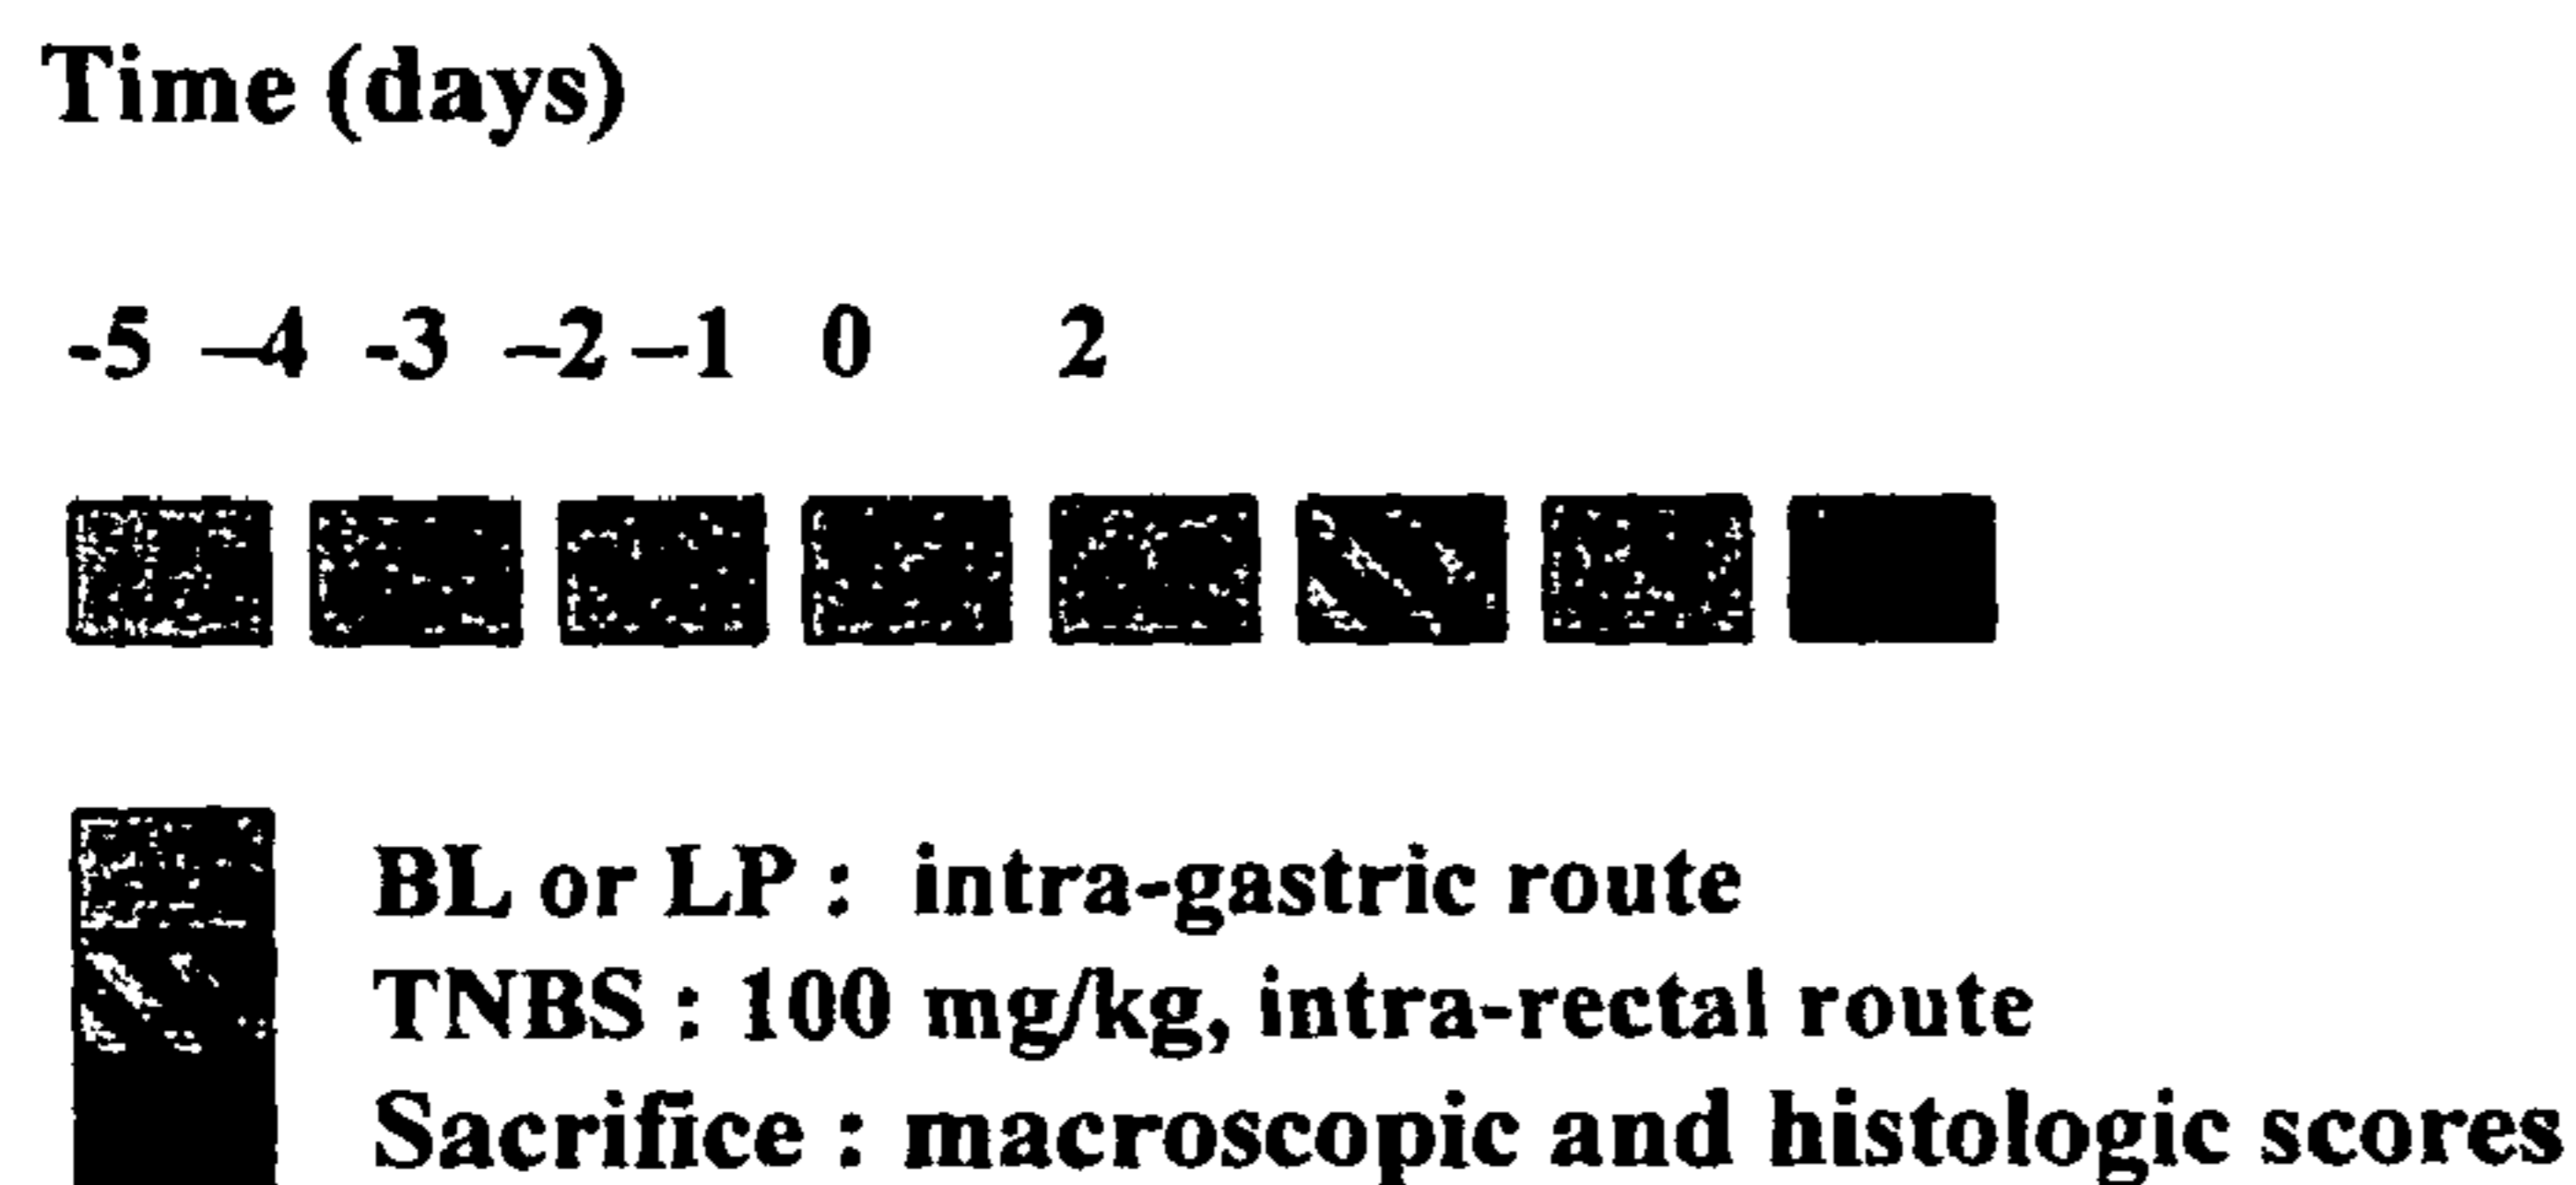 Time (days)
-5 –4 -3 –2 –1 0 2
BL or LP : intra-gastric route
TNBS : 100 mg/kg, intra-rectal route
Sacrifice : macroscopic and histologic scores